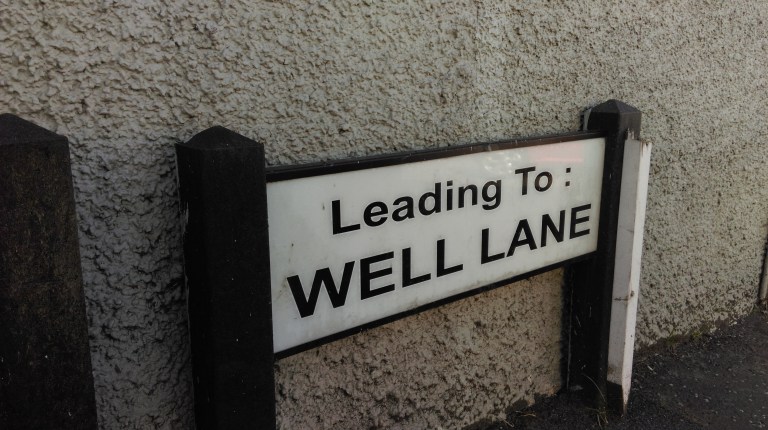 Leading To :
WELL LANE